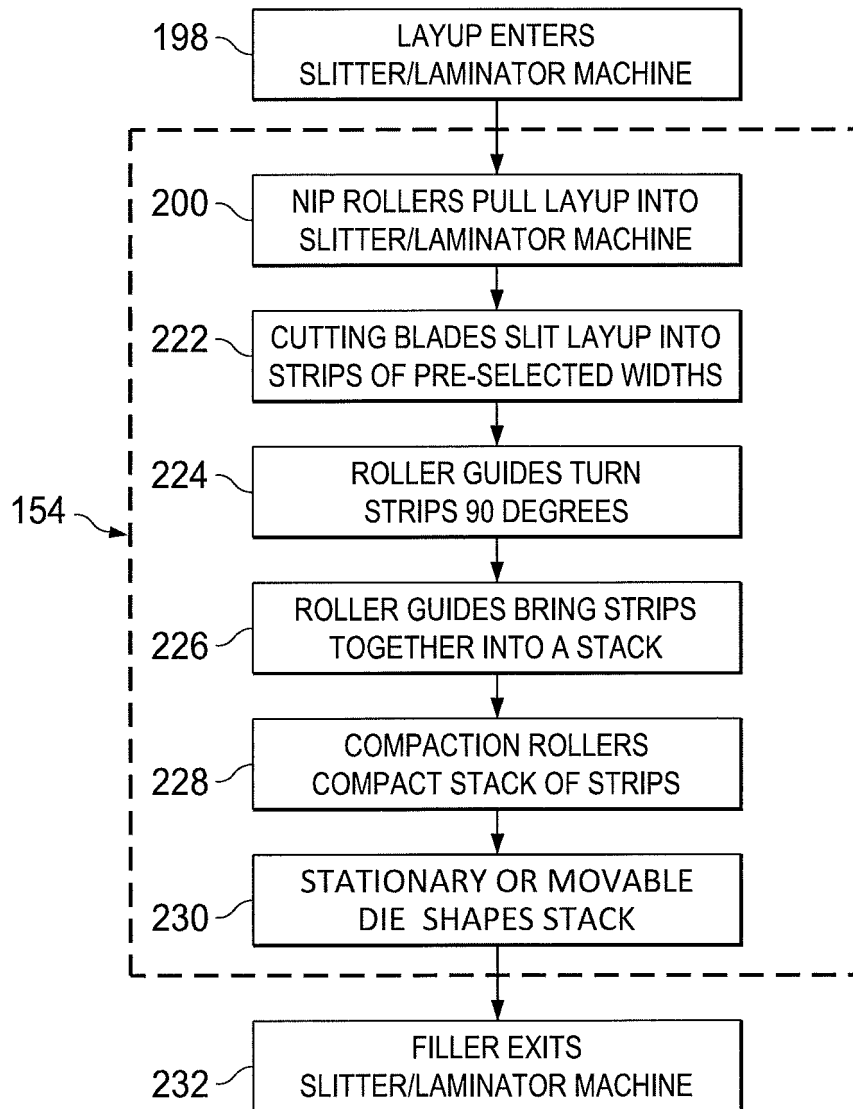 198
LAYUP ENTERS
SLITTER/LAMINATOR MACHINE
200
NIP ROLLERS PULL LAYUP INTO
SLITTER/LAMINATOR MACHINE
222
CUTTING BLADES SLIT LAYUP INTO
STRIPS OF PRE-SELECTED WIDTHS
224
ROLLER GUIDES TURN
STRIPS 90 DEGREES
154
226
ROLLER GUIDES BRING STRIPS
TOGETHER INTO A STACK
228
COMPACTION ROLLERS
COMPACT STACK OF STRIPS
230
STATIONARY OR MOVABLE
DIE SHAPES STACK
232
FILLER EXITS
SLITTER/LAMINATOR MACHINE